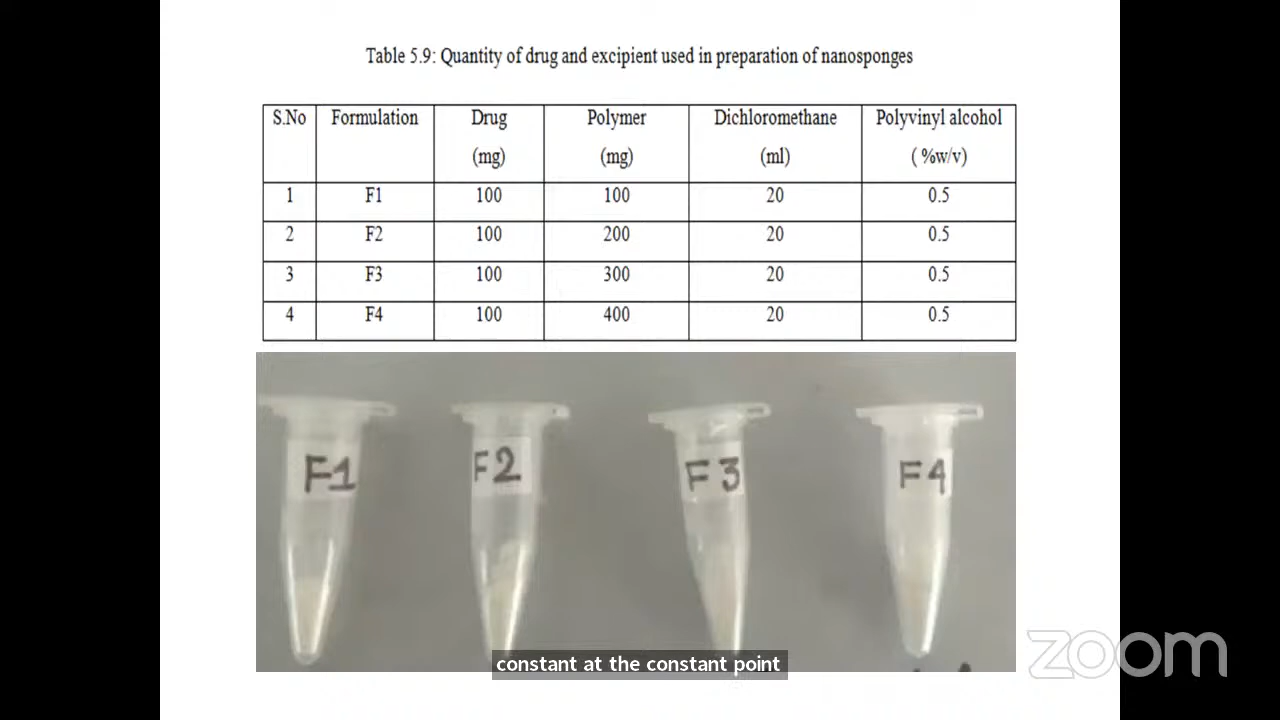 Table 5.9: Quantity of drug and excipient used in preparation of nanosponges
S.No Formulation Drug Polymer Dichloromethane Polyvinyl alcohol
(mg) (mg) (ml) ( %w/v)
1 F1 100 100 20 0.5
2 F2 100 200 20 0.5
3 F3 100 300 20 0.5
4 F4 100 400 20 0.5
F1 F2 F3 F4
constant at the constant point
zoom